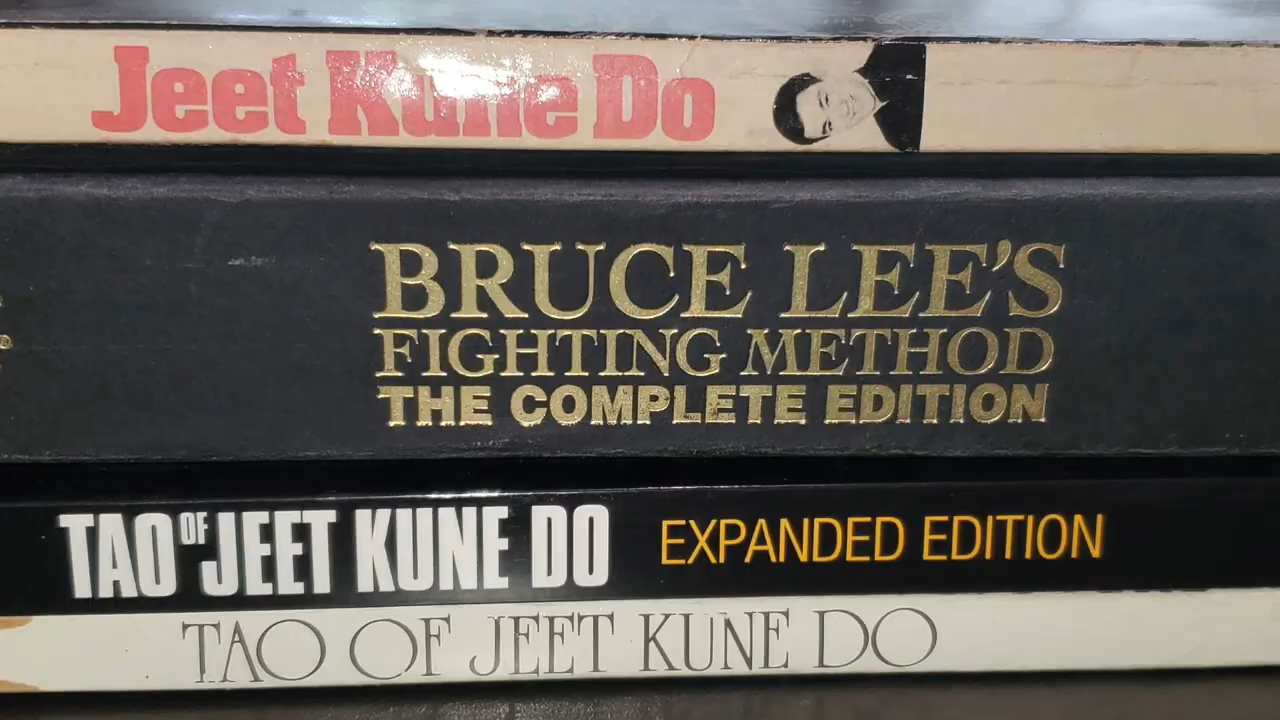 Jeet Kune Do
BRUCE LEE'S
FIGHTING METHOD
THE COMPLETE EDITION
TAO OF JEET KUNE DO EXPANDED EDITION
TAO OF JEET KUNE DO